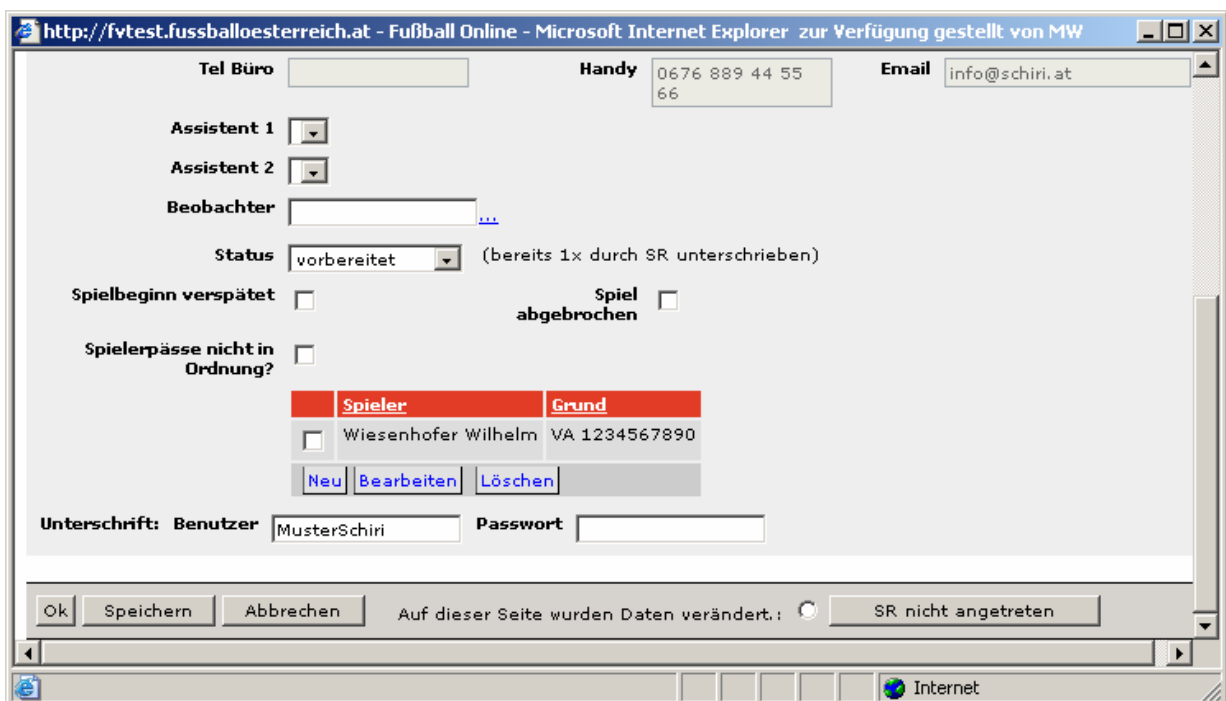 http://fvtest.fussballoesterreich.at - Fußball Online - Microsoft Internet Explorer zur Verfügung gestellt von MW
Tel Büro Handy 0676 889 44 55 Email info@schiri.at
66
Assistent 1
Assistent 2
Beobachter ...
Status vorbereitet (bereits 1x durch SR unterschrieben)
Spielbeginn verspätet Spiel
abgebrochen
Spielerpässe nicht in
Ordnung?
Spieler Grund
Wiesenhofer Wilhelm VA 1234567890
Neu Bearbeiten Löschen
Unterschrift: Benutzer MusterSchiri Passwort
Ok Speichern Abbrechen Auf dieser Seite wurden Daten verändert.: SR nicht angetreten
Internet